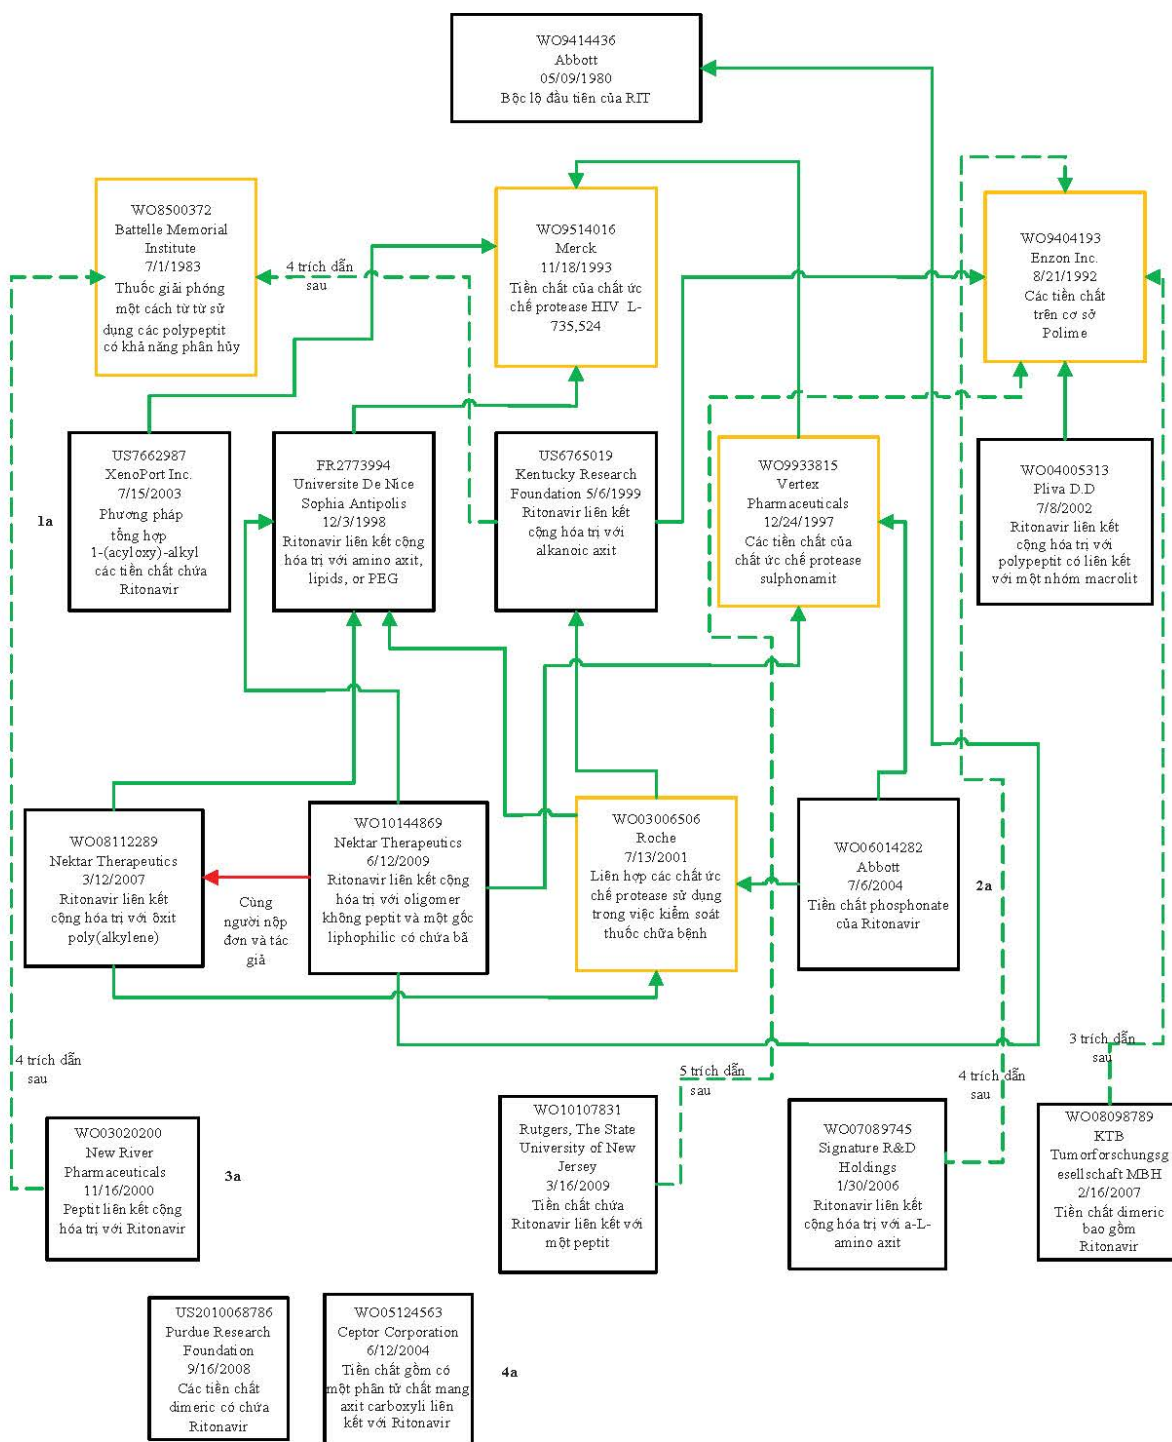 WO9414436
Abbott
05/09/1980
Bộc lộ đầu tiên của RIT
WO8500372
Battelle Memorial
Institute
7/1/1983
Thuốc giải phóng
một cách từ từ sử
dụng các polypeptit
có khả năng phân hủy
4 trích dẫn
sau
WO9514016
Merck
11/18/1993
Tiền chất của chất ức
chế protease HIV L-
735,524
WO9404193
Enzon Inc.
8/21/1992
Các tiền chất
trên cơ sở
Polime
1a
US7662987
XenoPort Inc.
7/15/2003
Phương pháp
tổng hợp
1-(acyloxy)-alkyl
các tiền chất chứa
Ritonavir
FR2773994
Universite De Nice
Sophia Antipolis
12/3/1998
Ritonavir liên kết cộng
hóa trị với amino axit,
lipids, or PEG
US6765019
Kentucky Research
Foundation 5/6/1999
Ritonavir liên kết
cộng hóa trị với
alkanoic axit
WO9933815
Vertex
Pharmaceuticals
12/24/1997
Các tiền chất của
chất ức chế protease
sulphonamit
WO04005313
Pliva D.D
7/8/2002
Ritonavir liên kết
cộng hóa trị với
polypeptit có liên kết
với một nhóm macrolit
WO08112289
Nektar Therapeutics
3/12/2007
Ritonavir liên kết
cộng hóa trị với ôxit
poly(alkylene)
Cùng
người nộp
đơn và tác
giả
WO10144869
Nektar Therapeutics
6/12/2009
Ritonavir liên kết cộng
hóa trị với oligomer
không peptit và một gốc
liphophilic có chứa bã
WO03006506
Roche
7/13/2001
Liên hợp các chất ức
chế protease sử dụng
trong việc kiểm soát
thuốc chữa bệnh
WO06014282
Abbott
7/6/2004
Tiền chất phosphonate
của Ritonavir
2a
4 trích dẫn
sau
5 trích dẫn
sau
4 trích dẫn
sau
3 trích dẫn
sau
WO03020200
New River
Pharmaceuticals
11/16/2000
Peptit liên kết cộng
hóa trị với Ritonavir
3a
WO10107831
Rutgers, The State
University of New
Jersey
3/16/2009
Tiền chất chứa
Ritonavir liên kết với
một peptit
WO07089745
Signature R&D
Holdings
1/30/2006
Ritonavir liên kết
cộng hóa trị với a-L-
amino axit
WO08098789
KTB
Tumorforschungsg
esellschaft MBH
2/16/2007
Tiền chất dimeric
bao gồm
Ritonavir
US2010068786
Purdue Research
Foundation
9/16/2008
Các tiền chất
dimeric có chứa
Ritonavir
WO05124563
Ceptor Corporation
6/12/2004
Tiền chất gồm có
một phân tử chất mang
axit carboxyli liên
kết với Ritonavir
4a